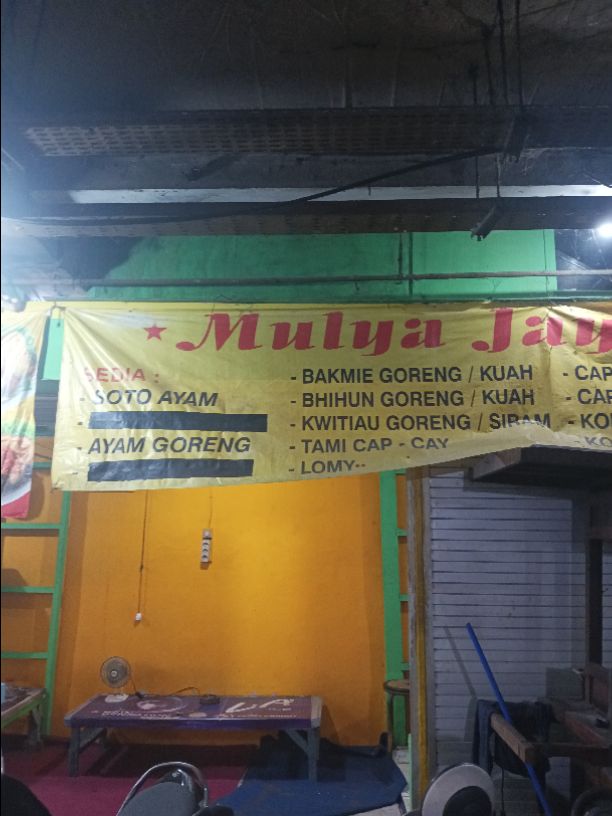 ★ Mulya Jay
SEDIA :
- SOTO AYAM
- AYAM GORENG
- BAKMIE GORENG / KUAH
- BHIHUN GORENG / KUAH
- KWITIAU GORENG / SIRAM
- TAMI CAP - CAY
- LOMY
- CAP
- CAP
- KO